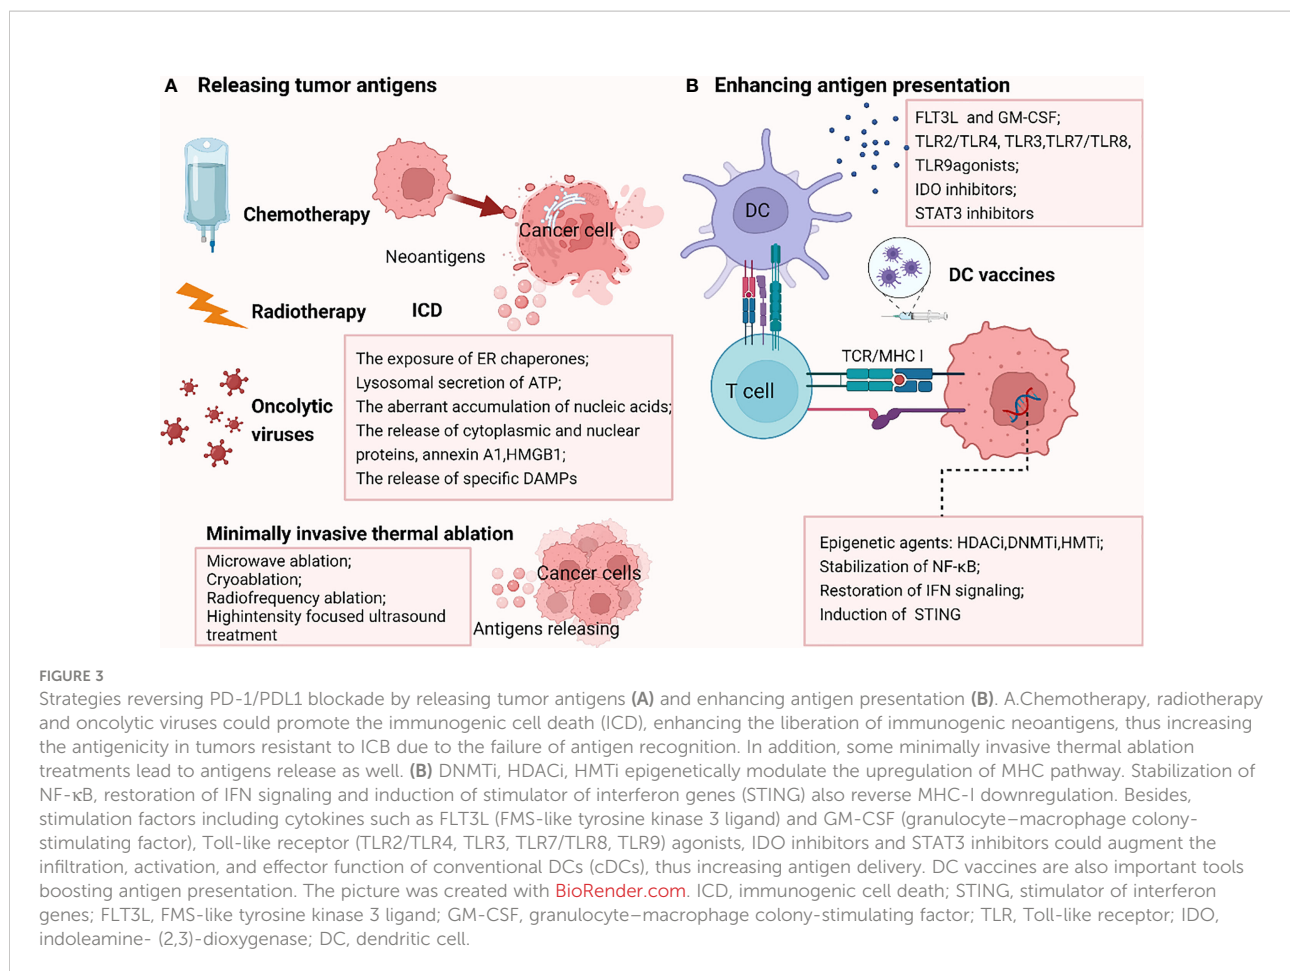 A Releasing tumor antigens
Chemotherapy
Cancer cell
Neoantigens
Radiotherapy
ICD
Oncolytic
viruses
The exposure of ER chaperones;
Lysosomal secretion of ATP;
The aberrant accumulation of nucleic acids;
The release of cytoplasmic and nuclear
proteins, annexin A1,HMGB1;
The release of specific DAMPs
Minimally invasive thermal ablation
Microwave ablation;
Cryoablation;
Radiofrequency ablation;
Highintensity focused ultrasound
treatment
Cancer cells
Antigens releasing
B Enhancing antigen presentation
FLT3L and GM-CSF;
TLR2/TLR4, TLR3,TLR7/TLR8,
TLR9agonists;
IDO inhibitors;
STAT3 inhibitors
DC
DC vaccines
TCR/MHC I
T cell
Epigenetic agents: HDACi,DNMTi,HMTi;
Stabilization of NF-κB;
Restoration of IFN signaling;
Induction of STING
FIGURE 3
Strategies reversing PD-1/PDL1 blockade by releasing tumor antigens (A) and enhancing antigen presentation (B). A.Chemotherapy, radiotherapy
and oncolytic viruses could promote the immunogenic cell death (ICD), enhancing the liberation of immunogenic neoantigens, thus increasing
the antigenicity in tumors resistant to ICB due to the failure of antigen recognition. In addition, some minimally invasive thermal ablation
treatments lead to antigens release as well. (B) DNMTi, HDACi, HMTi epigenetically modulate the upregulation of MHC pathway. Stabilization of
NF-κB, restoration of IFN signaling and induction of stimulator of interferon genes (STING) also reverse MHC-I downregulation. Besides,
stimulation factors including cytokines such as FLT3L (FMS-like tyrosine kinase 3 ligand) and GM-CSF (granulocyte–macrophage colony-
stimulating factor), Toll-like receptor (TLR2/TLR4, TLR3, TLR7/TLR8, TLR9) agonists, IDO inhibitors and STAT3 inhibitors could augment the
infiltration, activation, and effector function of conventional DCs (cDCs), thus increasing antigen delivery. DC vaccines are also important tools
boosting antigen presentation. The picture was created with BioRender.com. ICD, immunogenic cell death; STING, stimulator of interferon
genes; FLT3L, FMS-like tyrosine kinase 3 ligand; GM-CSF, granulocyte–macrophage colony-stimulating factor; TLR, Toll-like receptor; IDO,
indoleamine- (2,3)-dioxygenase; DC, dendritic cell.